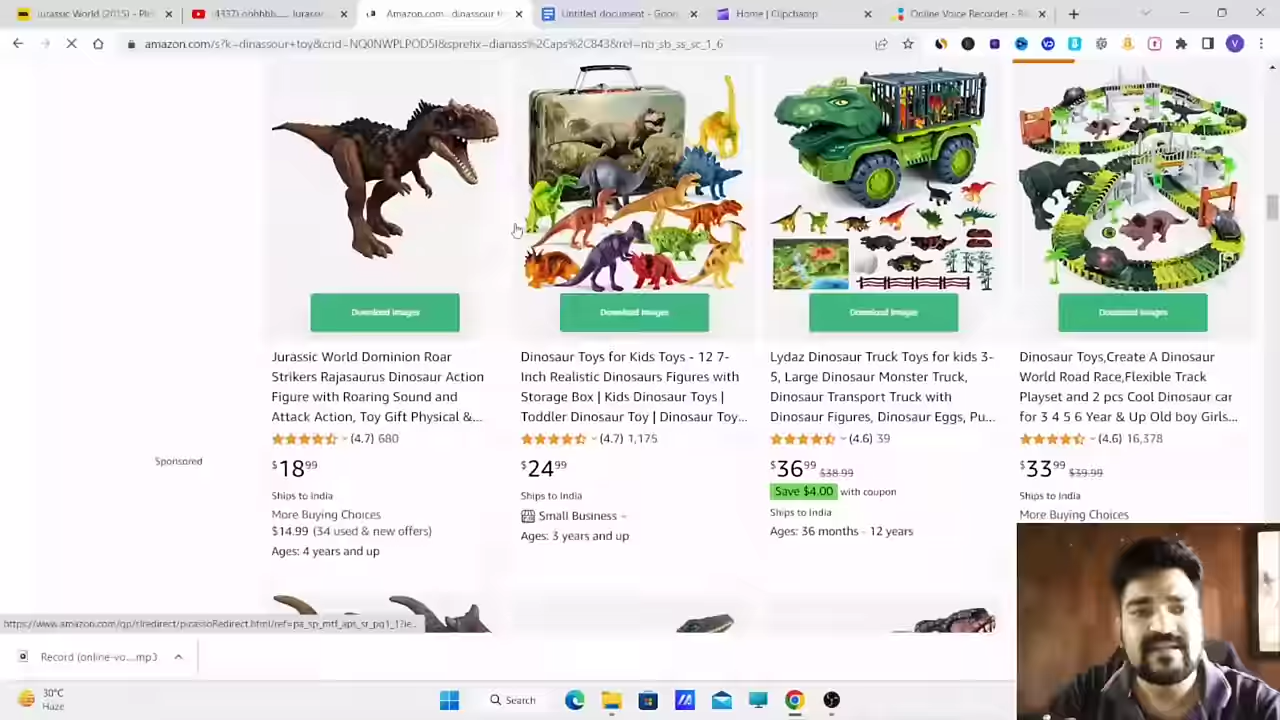 Jurassic World (2015) - Pl
(433) ohhbh.... Jurassic
Amazon.com : dinassour
Untitled document - Goo
Home | Clipchamp
Online Voice Recorder - 
amazon.com/s?k=dinassour+toy&crid=NQ0NWPLPOD5I&sprefix=dianass%2Caps%2C843&ref=nb_sb_ss_sc_1_6
Download Images
Download Images
Download Images
Download Images
Jurassic World Dominion Roar
Strikers Rajasaurus Dinosaur Action
Figure with Roaring Sound and
Attack Action, Toy Gift Physical &...
(4.7) 680
$18.99
Ships to India
More Buying Choices
$14.99 (34 used & new offers)
Ages: 4 years and up
Dinosaur Toys for Kids Toys - 12 7-
Inch Realistic Dinosaurs Figures with
Storage Box | Kids Dinosaur Toys |
Toddler Dinosaur Toy | Dinosaur Toy...
(4.7) 1,175
$24.99
Ships to India
Small Business
Ages: 3 years and up
Lydaz Dinosaur Truck Toys for kids 3-
5, Large Dinosaur Monster Truck,
Dinosaur Transport Truck with
Dinosaur Figures, Dinosaur Eggs, Pu...
(4.6) 39
$36.99 $38.99
Save $4.00 with coupon
Ships to India
Ages: 36 months - 12 years
Dinosaur Toys,Create A Dinosaur
World Road Race,Flexible Track
Playset and 2 pcs Cool Dinosaur car
for 3 4 5 6 Year & Up Old boy Girls...
(4.6) 16,378
$33.99 $39.99
Ships to India
More Buying Choices
Sponsored
Record (online-vo....mp3
30°C
Haze
Search